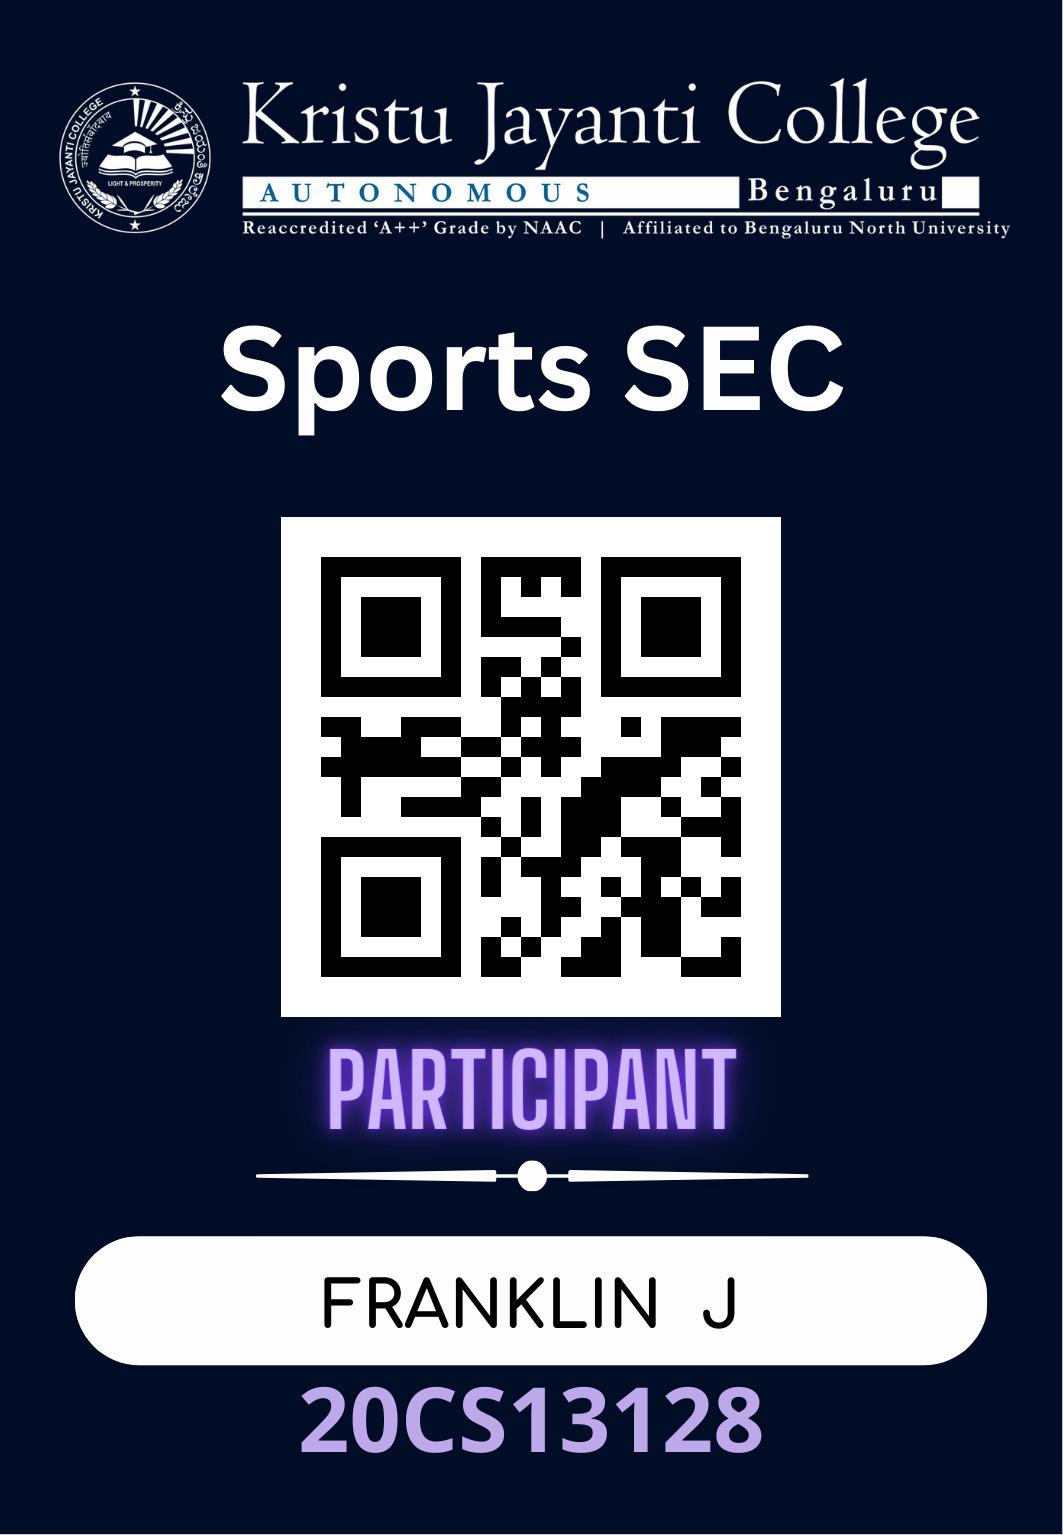 KRISTU JAYANTI COLLEGE
LIGHT & PROSPERITY
Kristu Jayanti College
AUTONOMOUS Bengaluru
Reaccredited ‘A++’ Grade by NAAC | Affiliated to Bengaluru North University
Sports SEC
PARTICIPANT
FRANKLIN J
20CS13128